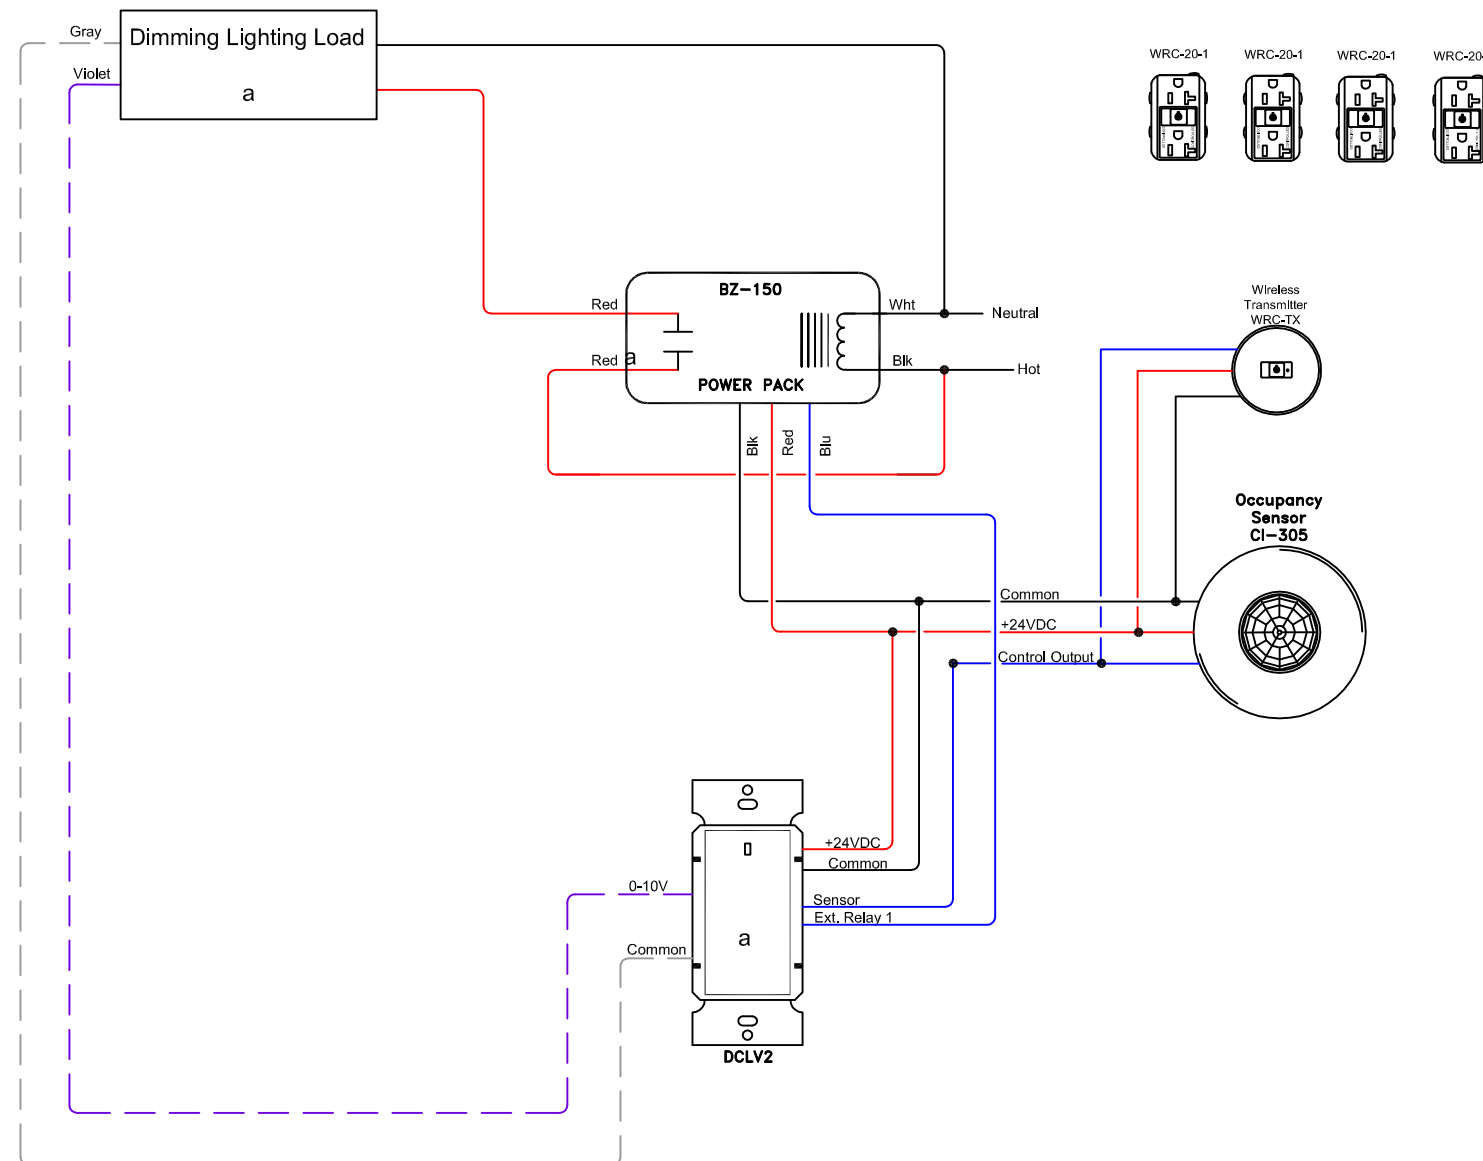 Gray
Dimming Lighting Load
Violet
a
WRC-20-1
WRC-20-1
WRC-20-1
WRC-20-
BZ-150
Red
Wht
Neutral
Red
a
Blk
Hot
POWER PACK
Blk
Red
Blu
Wireless
Transmitter
WRC-TX
Occupancy
Sensor
CI-305
Common
+24VDC
Control Output
+24VDC
Common
0-10V
Sensor
Ext. Relay 1
a
Common
DCLV2